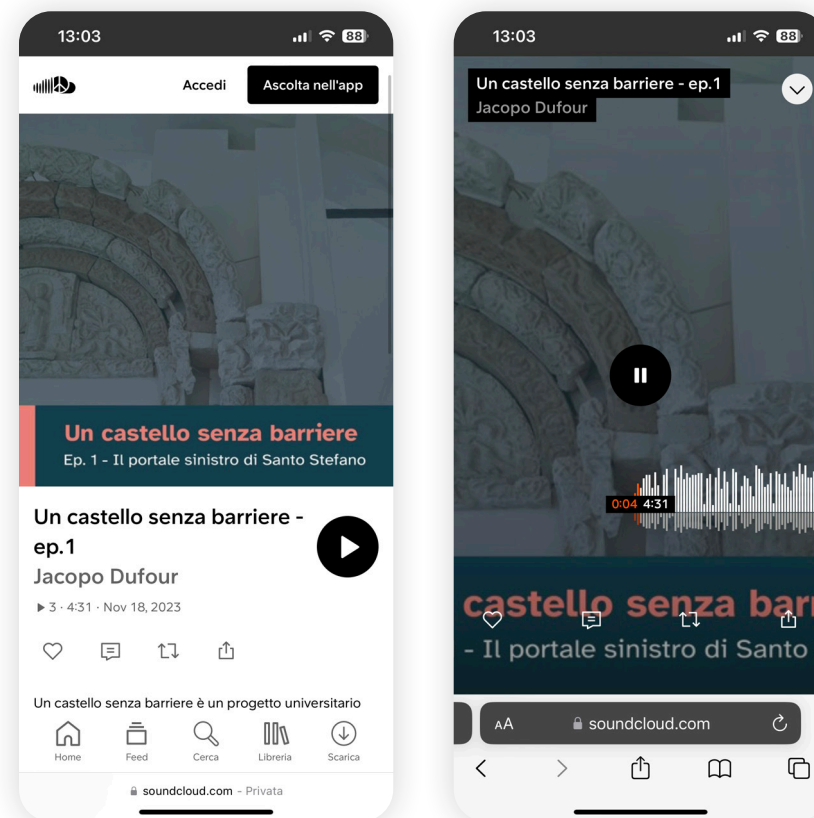 13:03
88
Accedi
Ascolta nell'app
Un castello senza barriere
Ep. 1 - Il portale sinistro di Santo Stefano
Un castello senza barriere -
ep.1
Jacopo Dufour
3 · 4:31 · Nov 18, 2023
Un castello senza barriere è un progetto universitario
Home
Feed
Cerca
Libreria
Scarica
soundcloud.com - Privata
13:03
88
Un castello senza barriere - ep.1
Jacopo Dufour
0:04 4:31
castello senza barr
- Il portale sinistro di Santo
AA
soundcloud.com